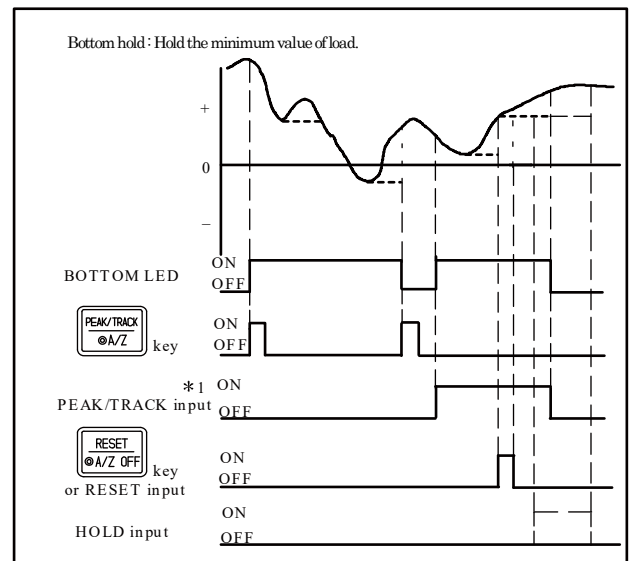 Bottom hold : Hold the minimum value of load.
+
0
−
BOTTOM LED
ON
OFF
PEAK/TRACK
◎A/Z
key
ON
OFF
*1
PEAK/TRACK input
ON
OFF
RESET
◎A/Z OFF
key
or RESET input
ON
OFF
HOLD input
ON
OFF